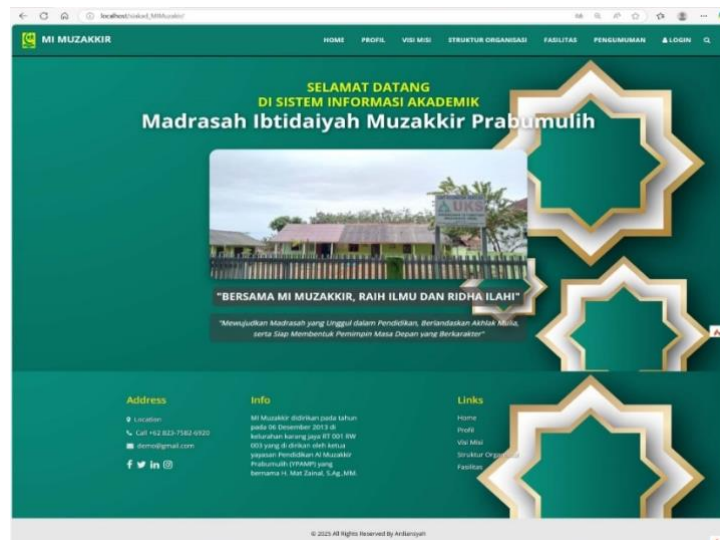 localhost/siakad_MIMuzakir/
MI MUZAKKIR
HOME PROFIL VISI MISI STRUKTUR ORGANISASI FASILITAS PENGUMUMAN LOGIN
SELAMAT DATANG
DI SISTEM INFORMASI AKADEMIK
Madrasah Ibtidaiyah Muzakkir Prabumulih
UKS
"BERSAMA MI MUZAKKIR, RAIH ILMU DAN RIDHA ILAHI"
"Mewujudkan Madrasah yang Unggul dalam Pendidikan, Berlandaskan Akhlak Mulia,
serta Siap Membentuk Pemimpin Masa Depan yang Berkarakter"
Address
Location
Call +62 823-7582-6920
demo@gmail.com
Info
MI Muzakkir didirikan pada tahun
pada 06 Desember 2013 di
kelurahan karang jaya RT 001 RW
003 yang di dirikan oleh ketua
yayasan Pendidikan Al Muzakkir
Prabumulih (YPAMP) yang
bernama H. Mat Zainal, S.Ag.,MM.
Links
Home
Profil
Visi Misi
Struktur Organisasi
Fasilitas
© 2025 All Rights Reserved By Ardiansyah